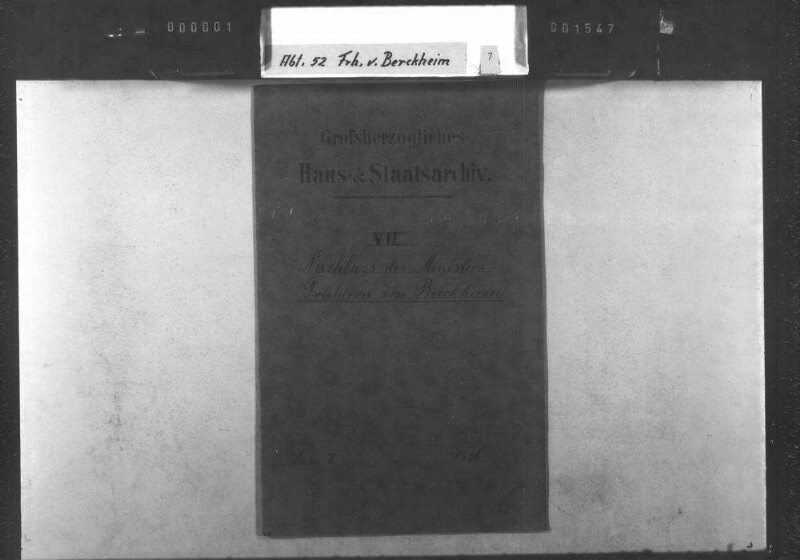 000001
001547
Abt. 52 Frh. v. Berckheim
7
Großherzogliches
Haus- & Staatsarchiv.
VII
Nachlass des Ministers
Freiherrn von Berckheim